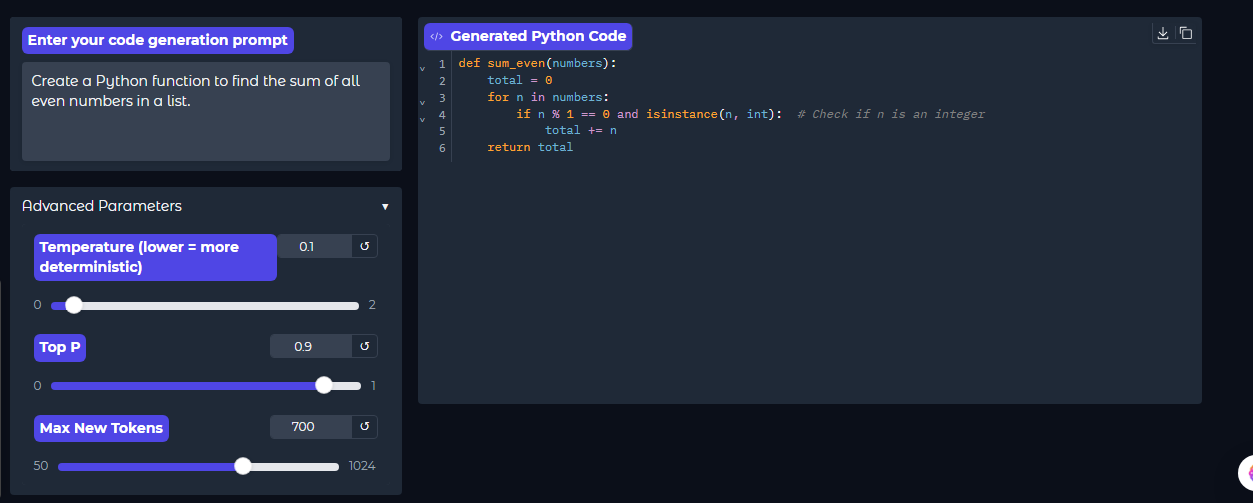 Enter your code generation prompt
Create a Python function to find the sum of all
even numbers in a list.
Advanced Parameters ▼
Temperature (lower = more
deterministic)
0.1 ↺
0 2
Top P
0.9 ↺
0 1
Max New Tokens
700 ↺
50 1024
</> Generated Python Code
1 def sum_even(numbers):
2     total = 0
3     for n in numbers:
4         if n % 1 == 0 and isinstance(n, int):  # Check if n is an integer
5             total += n
6     return total